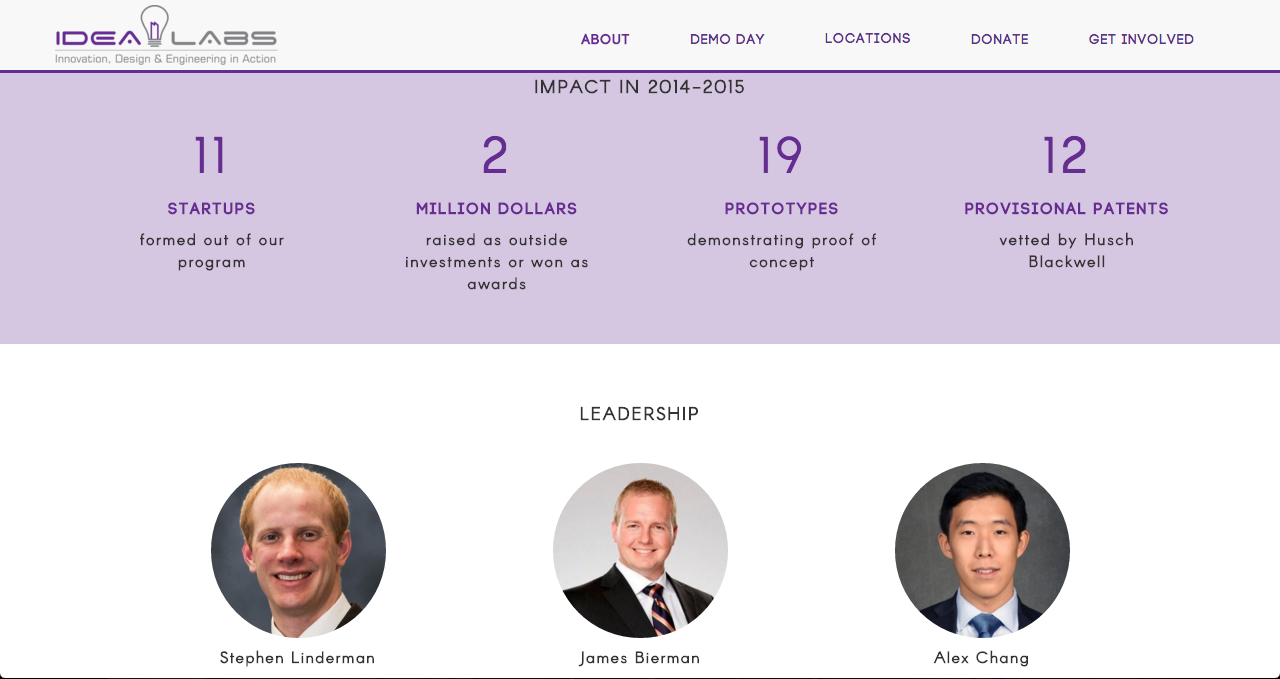 IDEA LABS
Innovation, Design & Engineering in Action
ABOUT
DEMO DAY
LOCATIONS
DONATE
GET INVOLVED
IMPACT IN 2014-2015
11
STARTUPS
formed out of our
program
2
MILLION DOLLARS
raised as outside
investments or won as
awards
19
PROTOTYPES
demonstrating proof of
concept
12
PROVISIONAL PATENTS
vetted by Husch
Blackwell
LEADERSHIP
Stephen Linderman
James Bierman
Alex Chang